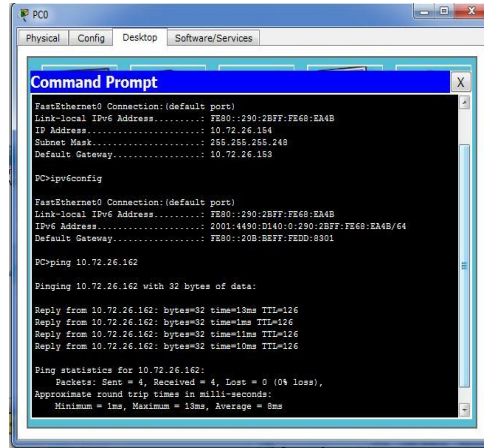 PC0
Physical Config Desktop Software/Services
Command Prompt X
FastEthernet0 Connection:(default port)
Link-local IPv6 Address.........: FE80::290:2BFF:FE68:EA4B
IP Address......................: 10.72.26.154
Subnet Mask.....................: 255.255.255.248
Default Gateway.................: 10.72.26.153
PC>ipv6config
FastEthernet0 Connection:(default port)
Link-local IPv6 Address.........: FE80::290:2BFF:FE68:EA4B
IPv6 Address....................: 2001:4490:D140:0:290:2BFF:FE68:EA4B/64
Default Gateway.................: FE80::20B:BEFF:FEDD:8301
PC>ping 10.72.26.162
Pinging 10.72.26.162 with 32 bytes of data:
Reply from 10.72.26.162: bytes=32 time=13ms TTL=126
Reply from 10.72.26.162: bytes=32 time=1ms TTL=126
Reply from 10.72.26.162: bytes=32 time=11ms TTL=126
Reply from 10.72.26.162: bytes=32 time=10ms TTL=126
Ping statistics for 10.72.26.162:
Packets: Sent = 4, Received = 4, Lost = 0 (0% loss),
Approximate round trip times in milli-seconds:
Minimum = 1ms, Maximum = 13ms, Average = 8ms